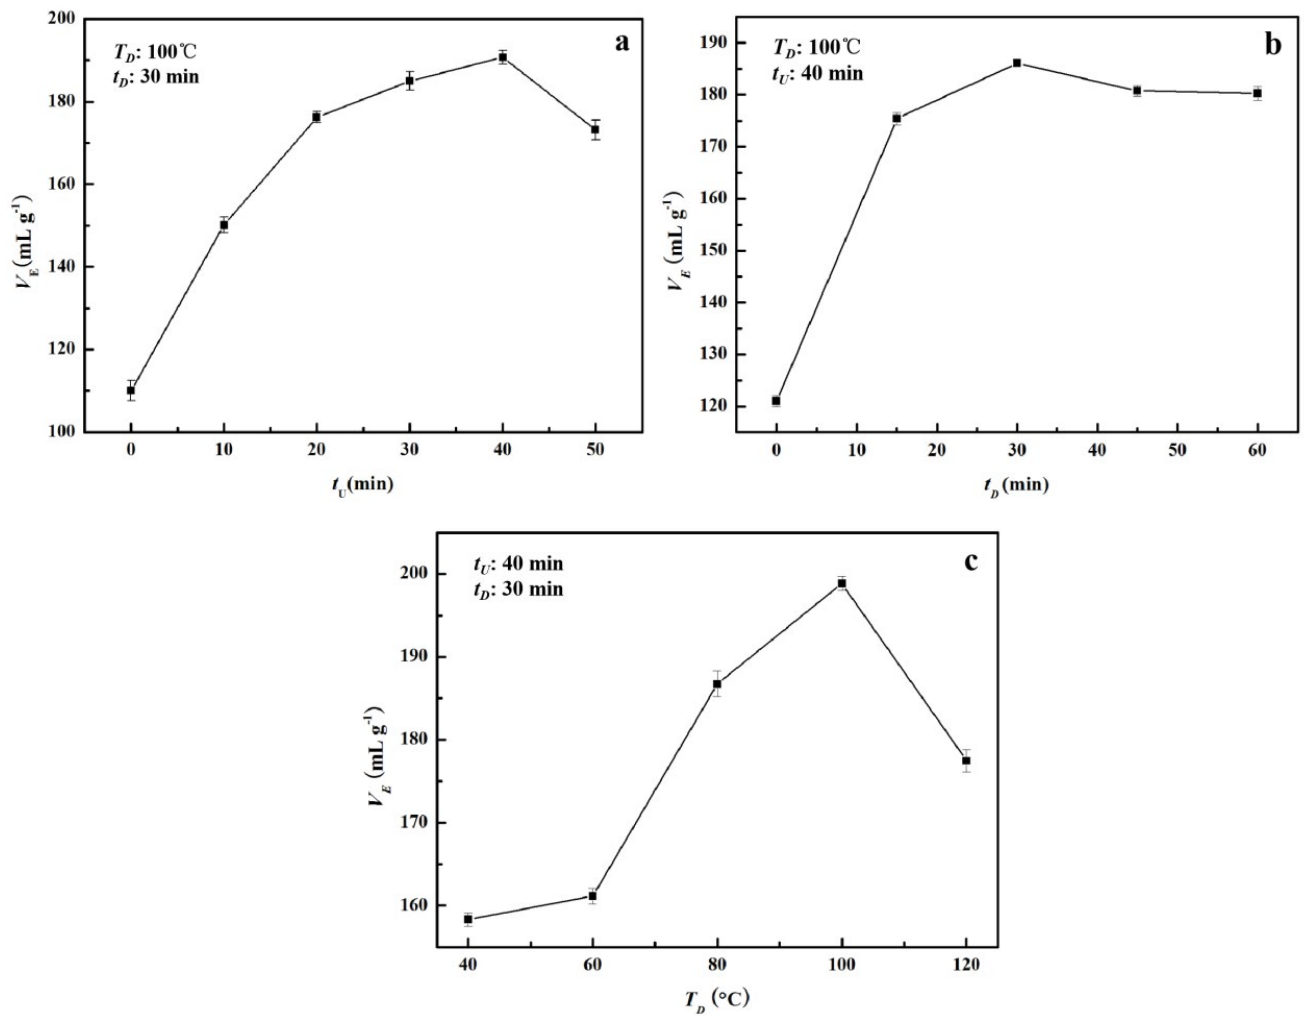 a
T_D: 100℃
t_D: 30 min
200
180
160
140
120
100
V_E (mL g⁻¹)
0 10 20 30 40 50
t_U(min)
b
T_D: 100℃
t_U: 40 min
190
180
170
160
150
140
130
120
V_E (mL g⁻¹)
0 10 20 30 40 50 60
t_D (min)
c
t_U: 40 min
t_D: 30 min
200
190
180
170
160
V_E (mL g⁻¹)
40 60 80 100 120
T_D (°C)